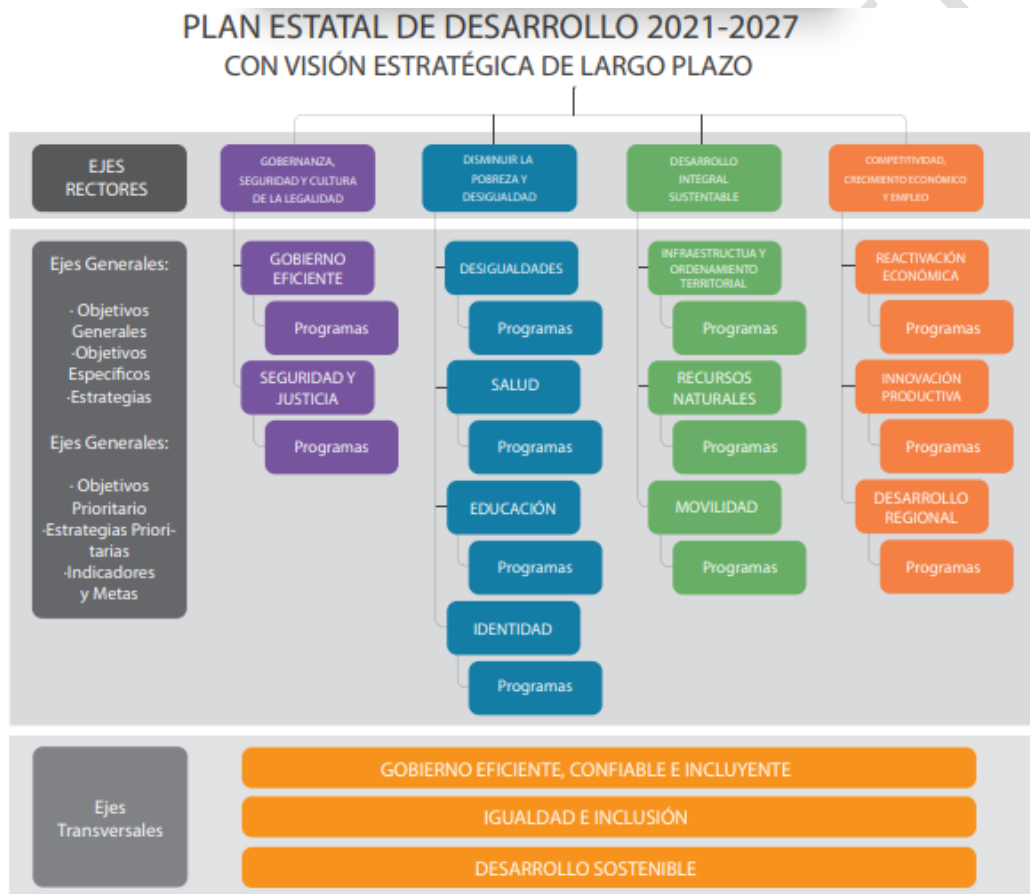 PLAN ESTATAL DE DESARROLLO 2021-2027
CON VISIÓN ESTRATÉGICA DE LARGO PLAZO
EJES
RECTORES
GOBERNANZA,
SEGURIDAD Y CULTURA
DE LA LEGALIDAD
DISMINUIR LA
POBREZA Y
DESIGUALDAD
DESARROLLO
INTEGRAL
SUSTENTABLE
COMPETITIVIDAD,
CRECIMIENTO ECONÓMICO
Y EMPLEO
Ejes Generales:
- Objetivos
Generales
-Objetivos
Específicos
-Estrategias
Ejes Generales:
- Objetivos
Prioritario
-Estrategias Priori-
tarias
-Indicadores
y Metas
GOBIERNO
EFICIENTE
Programas
SEGURIDAD Y
JUSTICIA
Programas
DESIGUALDADES
Programas
SALUD
Programas
EDUCACIÓN
Programas
IDENTIDAD
Programas
INFRAESTRUCTUA Y
ORDENAMIENTO
TERRITORIAL
Programas
RECURSOS
NATURALES
Programas
MOVILIDAD
Programas
REACTIVACIÓN
ECONÓMICA
Programas
INNOVACIÓN
PRODUCTIVA
Programas
DESARROLLO
REGIONAL
Programas
Ejes
Transversales
GOBIERNO EFICIENTE, CONFIABLE E INCLUYENTE
IGUALDAD E INCLUSIÓN
DESARROLLO SOSTENIBLE